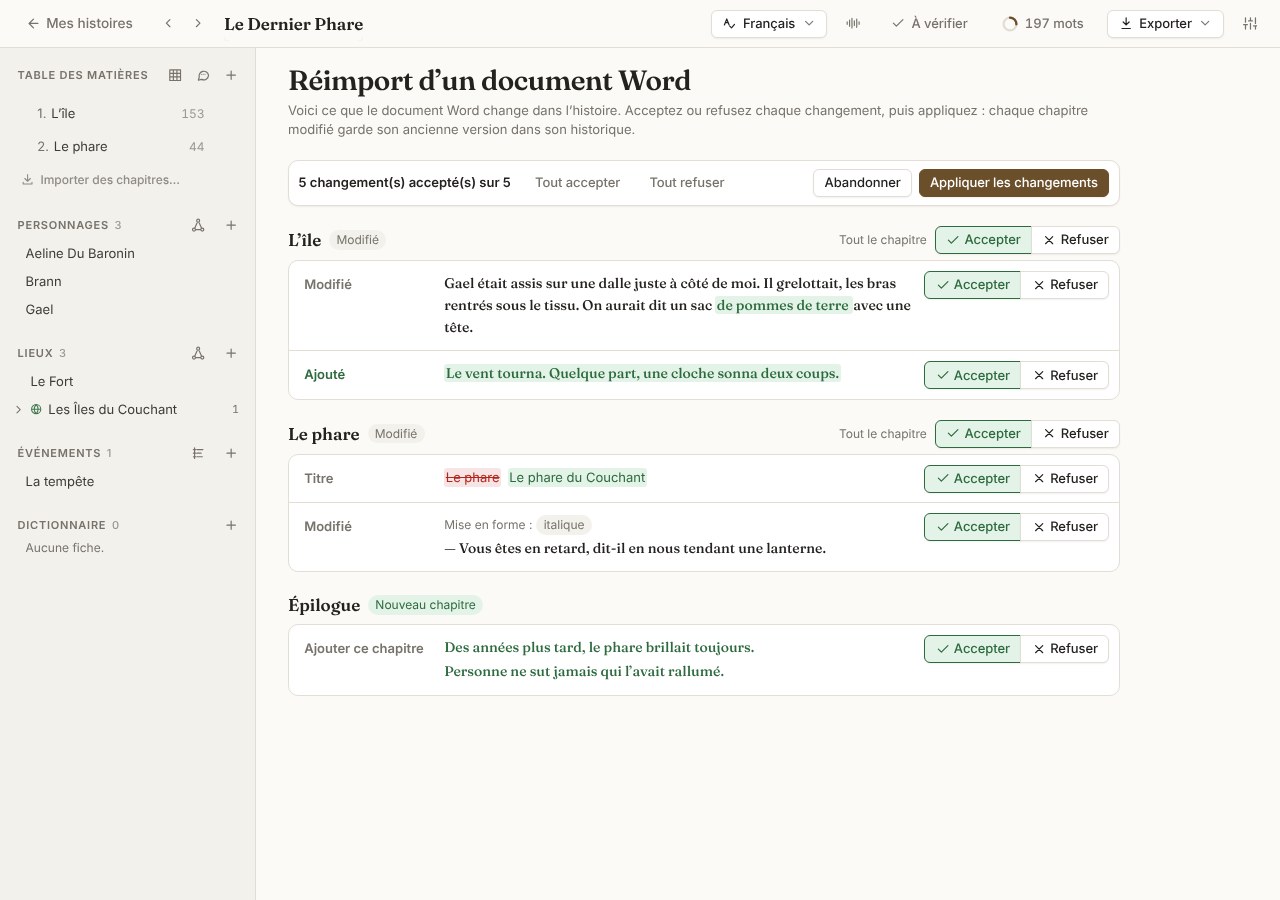 Mes histoires
Le Dernier Phare
Français
À vérifier
197 mots
Exporter
TABLE DES MATIÈRES
1. L’île 153
2. Le phare 44
Importer des chapitres…
PERSONNAGES 3
Aeline Du Baronin
Brann
Gael
LIEUX 3
Le Fort
Les Îles du Couchant 1
ÉVÉNEMENTS 1
La tempête
DICTIONNAIRE 0
Aucune fiche.
Réimport d’un document Word
Voici ce que le document Word change dans l’histoire. Acceptez ou refusez chaque changement, puis appliquez : chaque chapitre
modifié garde son ancienne version dans son historique.
5 changement(s) accepté(s) sur 5 Tout accepter Tout refuser Abandonner Appliquer les changements
L’île Modifié Tout le chapitre Accepter Refuser
Modifié Gael était assis sur une dalle juste à côté de moi. Il grelottait, les bras Accepter Refuser
rentrés sous le tissu. On aurait dit un sac de pommes de terre avec une
tête.
Ajouté Le vent tourna. Quelque part, une cloche sonna deux coups. Accepter Refuser
Le phare Modifié Tout le chapitre Accepter Refuser
Titre Le phare Le phare du Couchant Accepter Refuser
Modifié Mise en forme : italique Accepter Refuser
— Vous êtes en retard, dit-il en nous tendant une lanterne.
Épilogue Nouveau chapitre
Ajouter ce chapitre Des années plus tard, le phare brillait toujours. Accepter Refuser
Personne ne sut jamais qui l’avait rallumé.